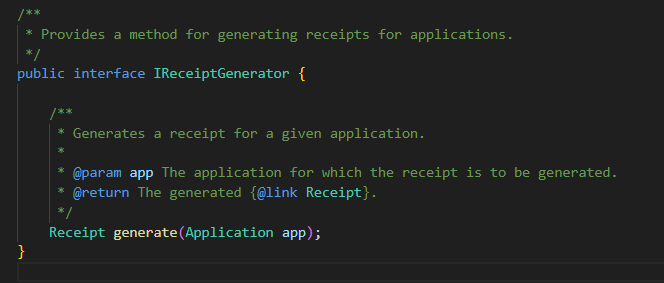 /**
 * Provides a method for generating receipts for applications.
 */
public interface IReceiptGenerator {
/**
 * Generates a receipt for a given application.
 *
 * @param app The application for which the receipt is to be generated.
 * @return The generated {@link Receipt}.
 */
Receipt generate(Application app);
}